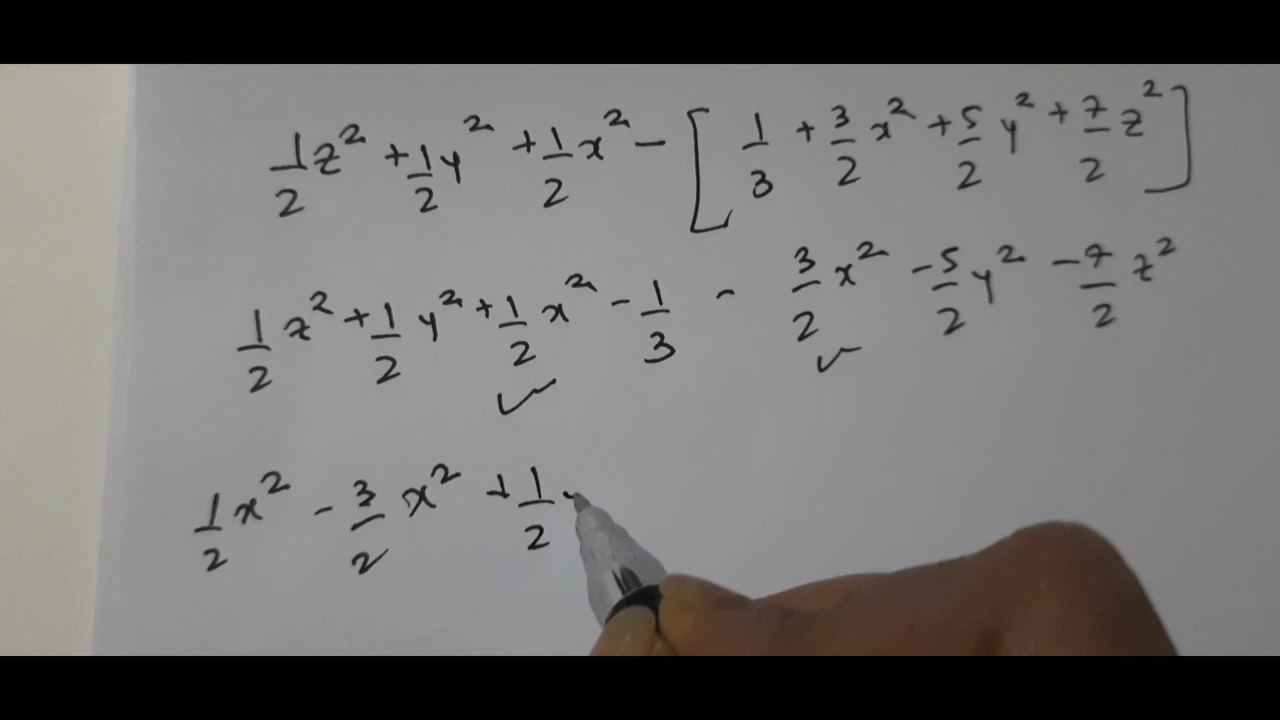 1/2 z² + 1/2 y² + 1/2 x² - [1/3 + 3/2 x² + 5/2 y² + 7/2 z²]
1/2 z² + 1/2 y² + 1/2 x² - 1/3 - 3/2 x² - 5/2 y² - 7/2 z²
1/2 x² - 3/2 x² + 1/2